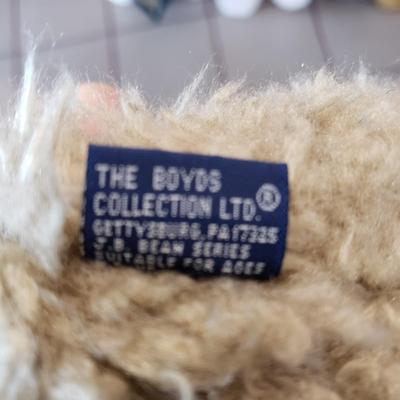 THE BOYDS
COLLECTION LTD.®
GETTYSBURG, PA 17325
J.B. BEAN SERIES
SUITABLE FOR AGES